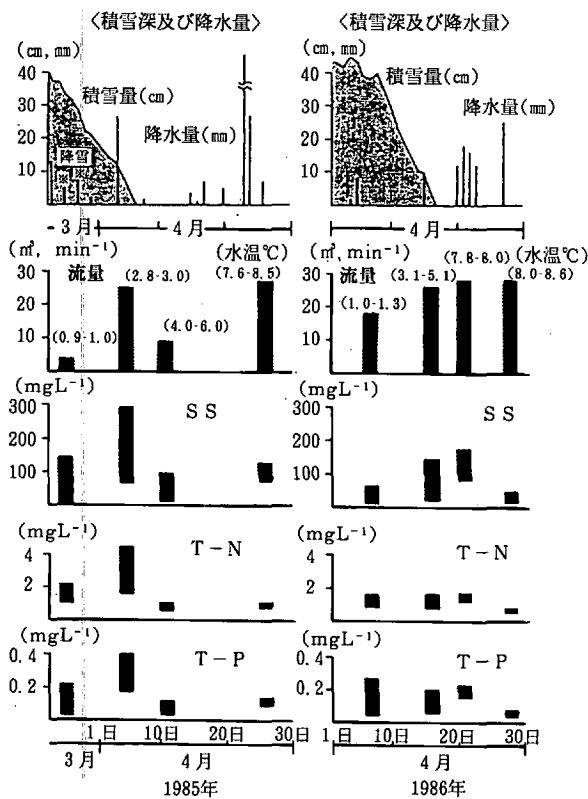 〈積雪深及び降水量〉
(cm, mm)
40
30
20
10
積雪量(cm)
降水量(mm)
降雪
3月
4月
〈積雪深及び降水量〉
(cm, mm)
40
30
20
10
積雪量(cm)
降水量(mm)
4月
(㎥, min⁻¹)
流量
(水温℃)
30
20
10
(0.9-1.0)
(2.8-3.0)
(4.0-6.0)
(7.6-8.5)
(㎥, min⁻¹)
流量
(水温℃)
30
20
10
(1.0-1.3)
(3.1-5.1)
(7.8-8.0)
(8.0-8.6)
(mgL⁻¹)
SS
300
200
100
(mgL⁻¹)
SS
300
200
100
(mgL⁻¹)
T-N
4
2
(mgL⁻¹)
T-N
4
2
(mgL⁻¹)
T-P
0.4
0.2
(mgL⁻¹)
T-P
0.4
0.2
1日 10日 20日 30日
3月 4月
1985年
1日 10日 20日 30日
4月
1986年